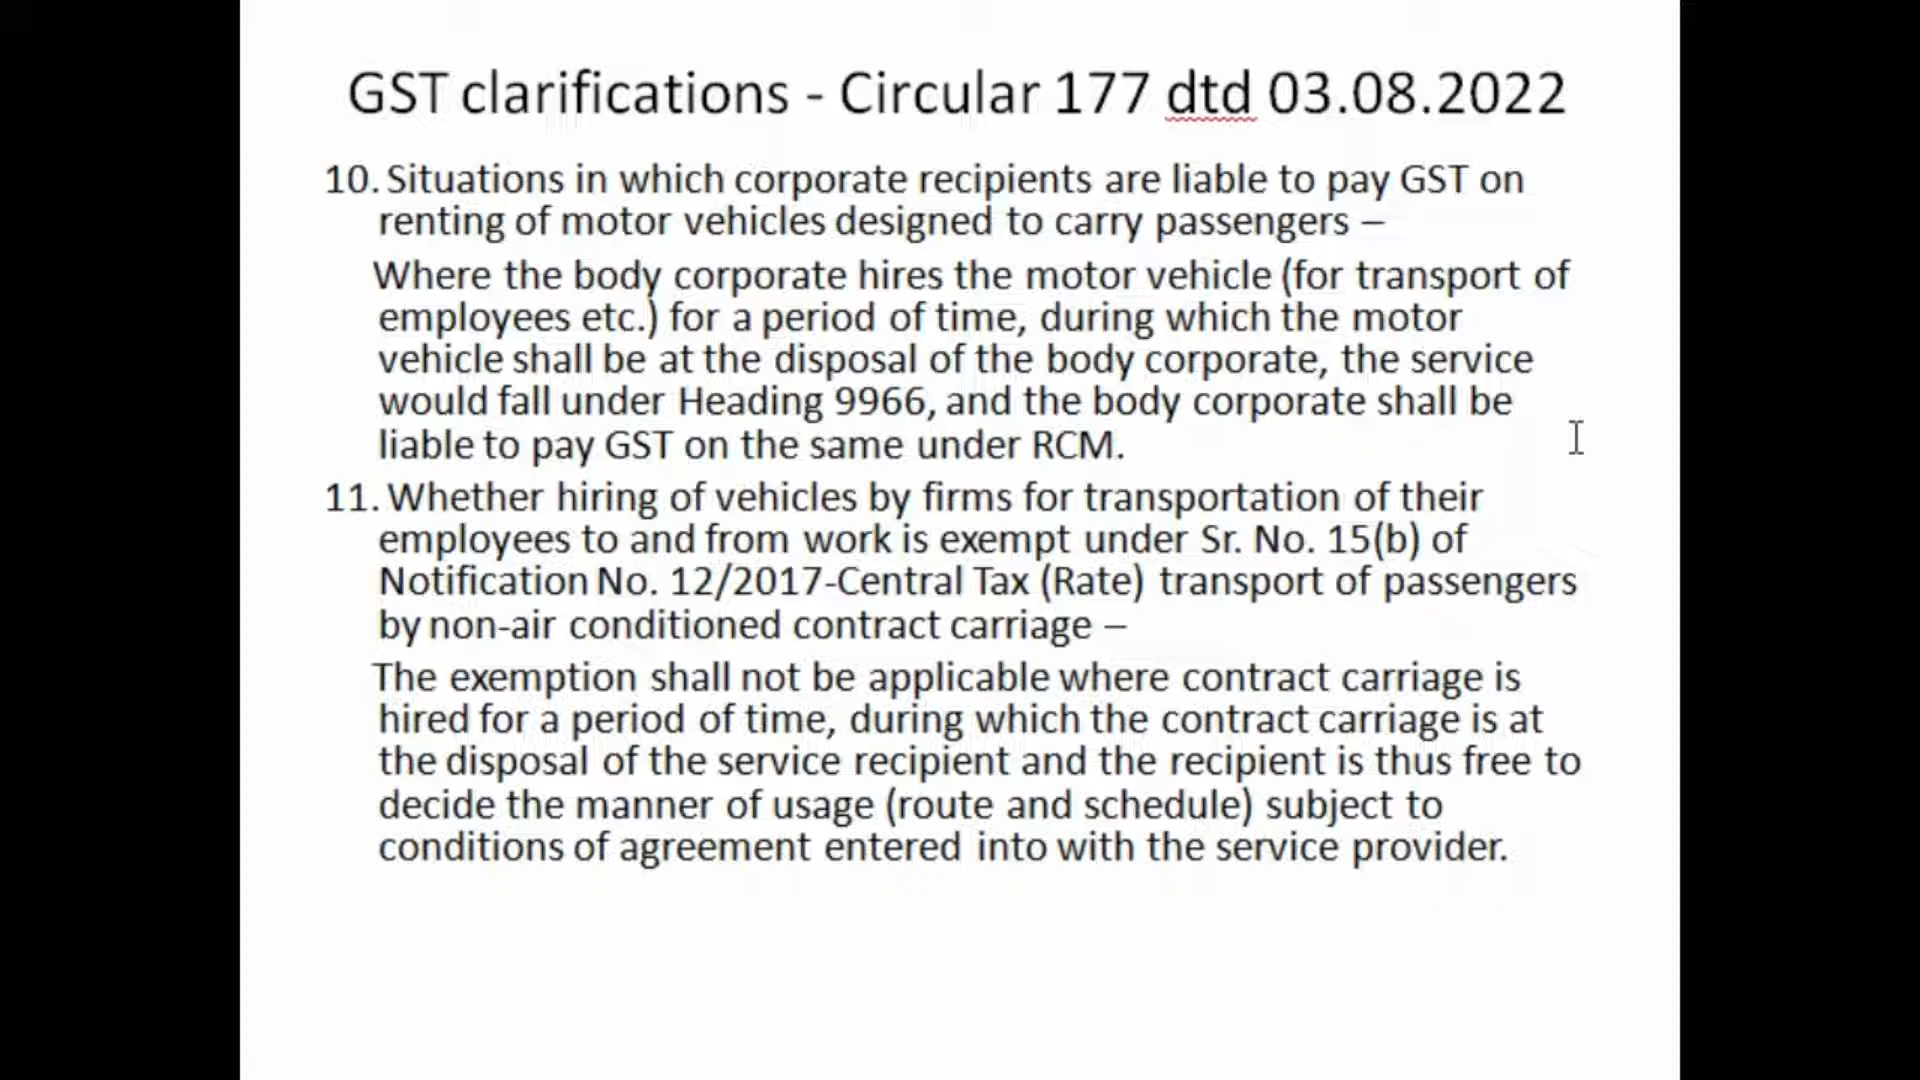 GST clarifications - Circular 177 dtd 03.08.2022
10. Situations in which corporate recipients are liable to pay GST on
renting of motor vehicles designed to carry passengers –
Where the body corporate hires the motor vehicle (for transport of
employees etc.) for a period of time, during which the motor
vehicle shall be at the disposal of the body corporate, the service
would fall under Heading 9966, and the body corporate shall be
liable to pay GST on the same under RCM.
11. Whether hiring of vehicles by firms for transportation of their
employees to and from work is exempt under Sr. No. 15(b) of
Notification No. 12/2017-Central Tax (Rate) transport of passengers
by non-air conditioned contract carriage –
The exemption shall not be applicable where contract carriage is
hired for a period of time, during which the contract carriage is at
the disposal of the service recipient and the recipient is thus free to
decide the manner of usage (route and schedule) subject to
conditions of agreement entered into with the service provider.